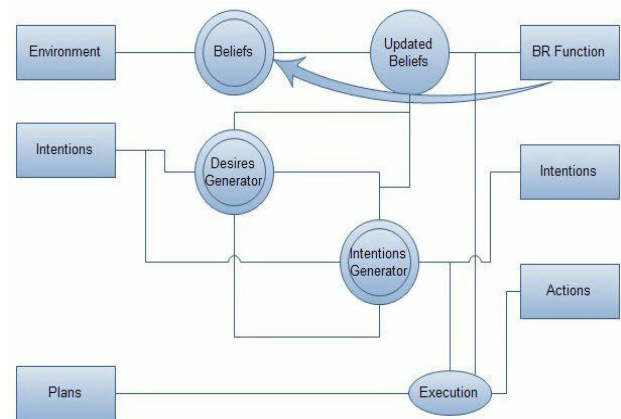 Environment
Beliefs
Updated
Beliefs
BR Function
Intentions
Desires
Generator
Intentions
Intentions
Generator
Actions
Plans
Execution